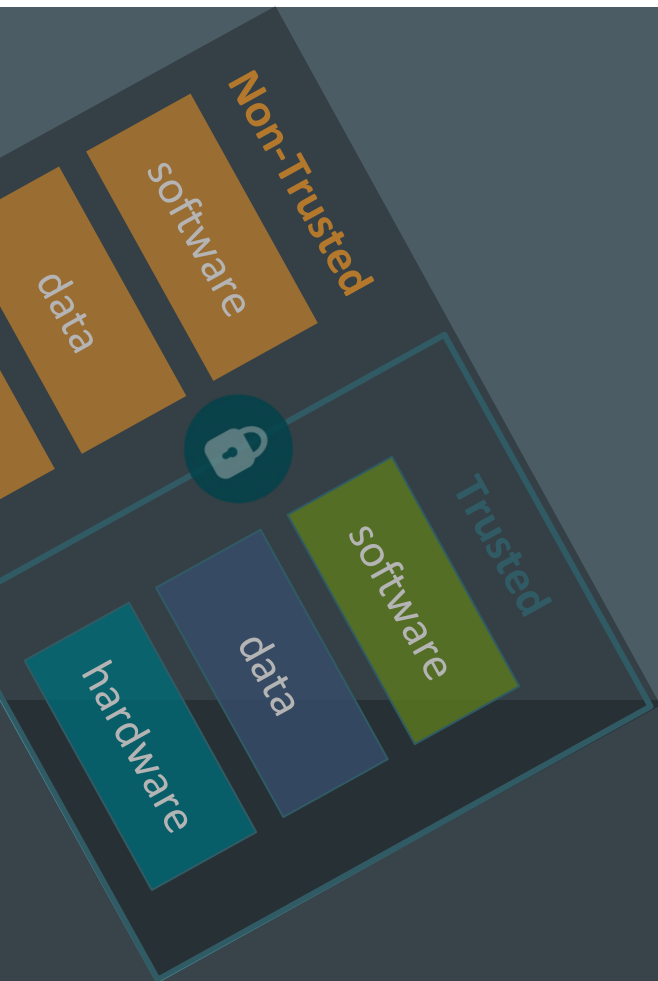 Non-Trusted
software
data
Trusted
software
data
hardware